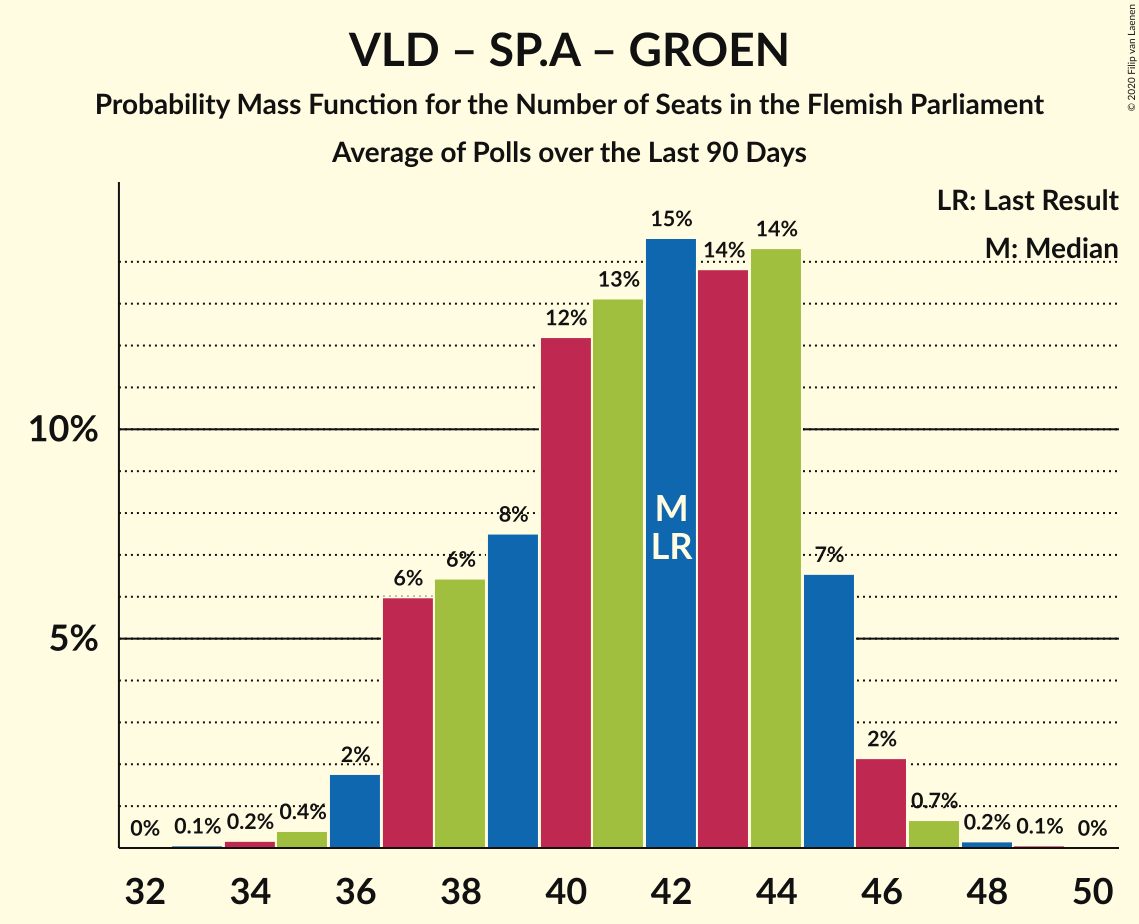 VLD – SP.A – GROEN
Probability Mass Function for the Number of Seats in the Flemish Parliament
Average of Polls over the Last 90 Days
© 2020 Filip van Laenen
LR: Last Result
M: Median
10%
5%
0%
0.1%
0.2%
0.4%
2%
6%
6%
8%
12%
13%
15%
14%
14%
7%
2%
0.7%
0.2%
0.1%
0%
M
LR
32 34 36 38 40 42 44 46 48 50